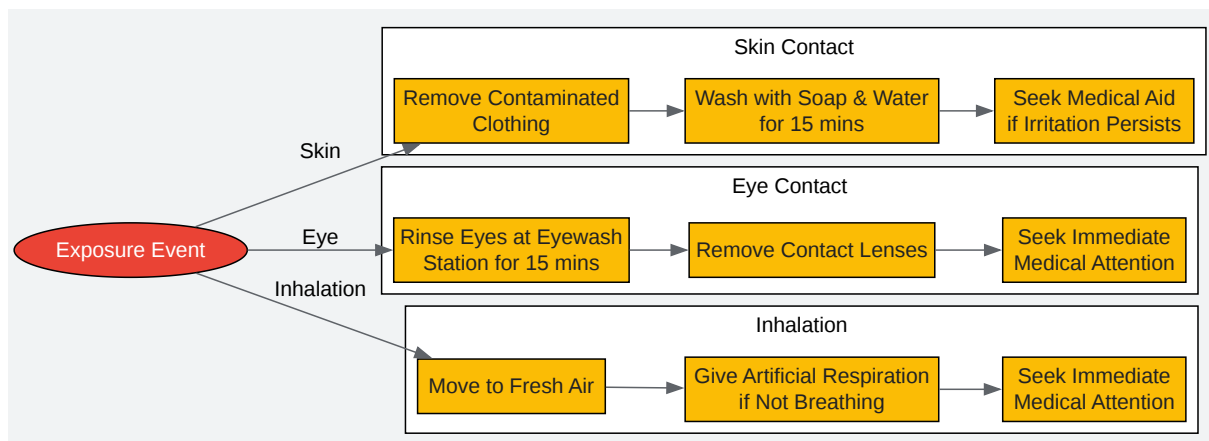 Skin Contact
Remove Contaminated
Clothing
Wash with Soap & Water
for 15 mins
Seek Medical Aid
if Irritation Persists
Skin
Eye Contact
Exposure Event
Eye
Rinse Eyes at Eyewash
Station for 15 mins
Remove Contact Lenses
Seek Immediate
Medical Attention
Inhalation
Inhalation
Move to Fresh Air
Give Artificial Respiration
if Not Breathing
Seek Immediate
Medical Attention